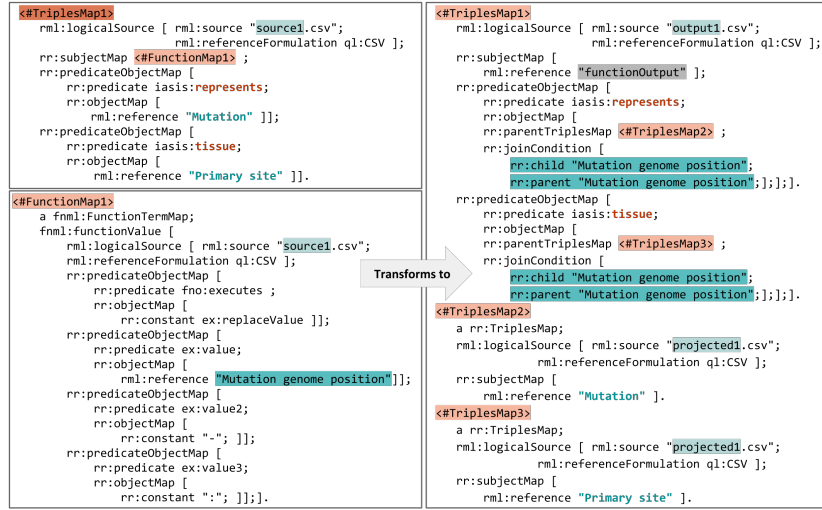 <#TriplesMap1>
rml:logicalSource [ rml:source "source1.csv";
rml:referenceFormulation ql:CSV ];
rr:subjectMap <#FunctionMap1> ;
rr:predicateObjectMap [
rr:predicate iasis:represents;
rr:objectMap [
rml:reference "Mutation" ]];
rr:predicateObjectMap [
rr:predicate iasis:tissue;
rr:objectMap [
rml:reference "Primary site" ]].
<#FunctionMap1>
a fnml:FunctionTermMap;
fnml:functionValue [
rml:logicalSource [ rml:source "source1.csv";
rml:referenceFormulation ql:CSV ];
rr:predicateObjectMap [
rr:predicate fno:executes ;
rr:objectMap [
rr:constant ex:replaceValue ]];
rr:predicateObjectMap [
rr:predicate ex:value;
rr:objectMap [
rml:reference "Mutation genome position"]];
rr:predicateObjectMap [
rr:predicate ex:value2;
rr:objectMap [
rr:constant "-"; ]];
rr:predicateObjectMap [
rr:predicate ex:value3;
rr:objectMap [
rr:constant ":"; ]];].
Transforms to
<#TriplesMap1>
rml:logicalSource [ rml:source "output1.csv";
rml:referenceFormulation ql:CSV ];
rr:subjectMap [
rml:reference "functionOutput" ];
rr:predicateObjectMap [
rr:predicate iasis:represents;
rr:objectMap [
rr:parentTriplesMap <#TriplesMap2> ;
rr:joinCondition [
rr:child "Mutation genome position";
rr:parent "Mutation genome position";];];].
rr:predicateObjectMap [
rr:predicate iasis:tissue;
rr:objectMap [
rr:parentTriplesMap <#TriplesMap3> ;
rr:joinCondition [
rr:child "Mutation genome position";
rr:parent "Mutation genome position";];];].
<#TriplesMap2>
a rr:TriplesMap;
rml:logicalSource [ rml:source "projected1.csv";
rml:referenceFormulation ql:CSV ];
rr:subjectMap [
rml:reference "Mutation" ].
<#TriplesMap3>
a rr:TriplesMap;
rml:logicalSource [ rml:source "projected1.csv";
rml:referenceFormulation ql:CSV ];
rr:subjectMap [
rml:reference "Primary site" ].